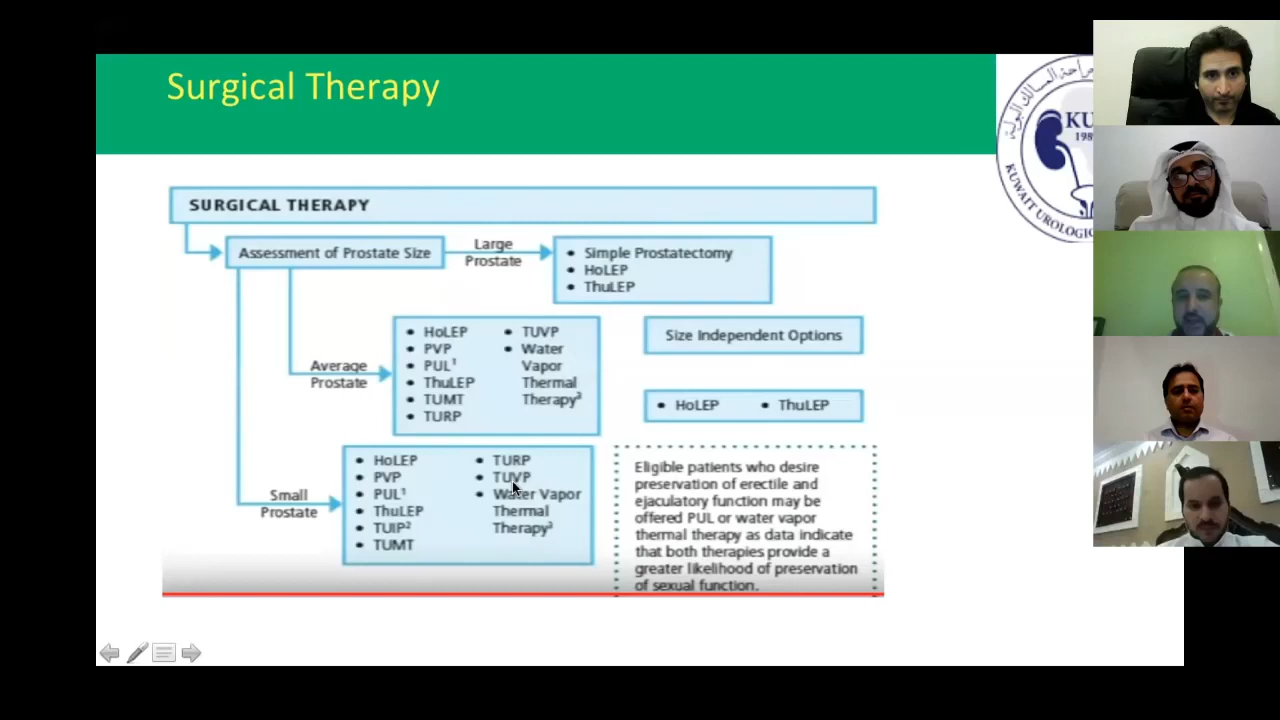 Surgical Therapy
SURGICAL THERAPY
Assessment of Prostate Size
Large
Prostate
• Simple Prostatectomy
• HoLEP
• ThuLEP
Average
Prostate
• HoLEP
• PVP
• PUL¹
• ThuLEP
• TUMT
• TURP
• TUVP
• Water
Vapor
Thermal
Therapy³
Size Independent Options
• HoLEP • ThuLEP
Small
Prostate
• HoLEP
• PVP
• PUL¹
• ThuLEP
• TUIP²
• TUMT
• TURP
• TUVP
• Water Vapor
Thermal
Therapy³
Eligible patients who desire
preservation of erectile and
ejaculatory function may be
offered PUL or water vapor
thermal therapy as data indicate
that both therapies provide a
greater likelihood of preservation
of sexual function.
KU
198
KUWAIT UROLOGIC